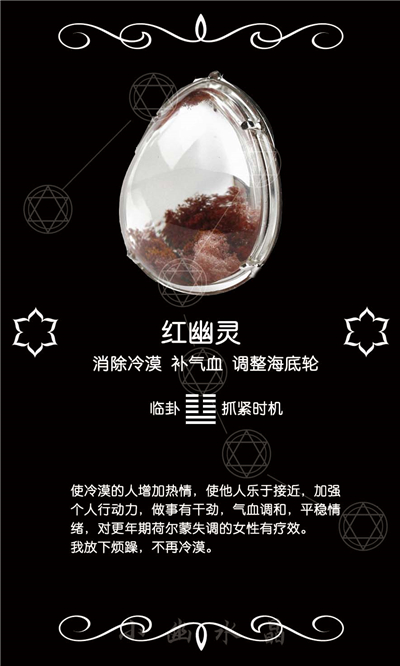 红幽灵
消除冷漠 补气血 调整海底轮
临卦 抓紧时机
使冷漠的人增加热情，使他人乐于接近，加强
个人行动力，做事有干劲，气血调和，平稳情
绪，对更年期荷尔蒙失调的女性有疗效。
我放下烦躁，不再冷漠。
小幽水晶